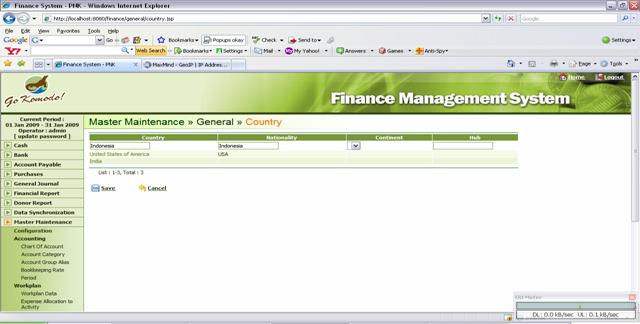 Finance System - PNK - Windows Internet Explorer
http://localhost:8080/finance/general/country.jsp
Google
File Edit View Favorites Tools Help
Google G Go Bookmarks Popups okay Check Send to Settings
Y! Web Search Bookmarks Settings Mail My Yahoo! Answers Games Anti-Spy
Finance System - PNK MaxMind - GeoIP | IP Addres... Page Tools
Home Logout
Go Komodo!
Finance Management System
Current Period :
01 Jan 2009 - 31 Jan 2009
Operator : admin
[ update password ]
Cash
Bank
Account Payable
Purchases
General Journal
Financial Report
Donor Report
Data Synchronization
Master Maintenance
Configuration
Accounting
Chart Of Account
Account Category
Account Group Alias
Bookkeeping Rate
Period
Workplan
Workplan Data
Expense Allocation to
Activity
Master Maintenance » General » Country
Country Nationality Continent Hub
Indonesia Indonesia
United States of America USA
India
List : 1-3, Total : 3
Save Cancel
DU Meter
DL: 0.0 kB/sec UL: 0.1 kB/sec